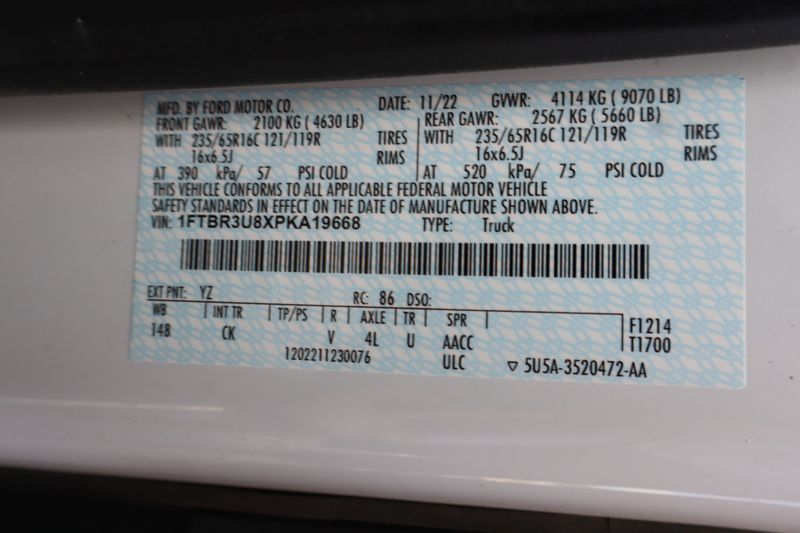 MFD. BY FORD MOTOR CO. DATE: 11/22 GVWR: 4114 KG ( 9070 LB)
FRONT GAWR: 2100 KG ( 4630 LB) REAR GAWR: 2567 KG ( 5660 LB)
WITH 235/65R16C 121/119R TIRES WITH 235/65R16C 121/119R TIRES
16x6.5J RIMS 16x6.5J RIMS
AT 390 kPa/ 57 PSI COLD AT 520 kPa/ 75 PSI COLD
THIS VEHICLE CONFORMS TO ALL APPLICABLE FEDERAL MOTOR VEHICLE
SAFETY STANDARDS IN EFFECT ON THE DATE OF MANUFACTURE SHOWN ABOVE.
VIN: 1FTBR3U8XPKA19668 TYPE: Truck
EXT PNT: YZ RC: 86 DSO:
WB INT TR TP/PS R AXLE TR SPR F1214
148 CK V 4L U AACC T1700
1202211230076 ULC ▽ 5U5A-3520472-AA